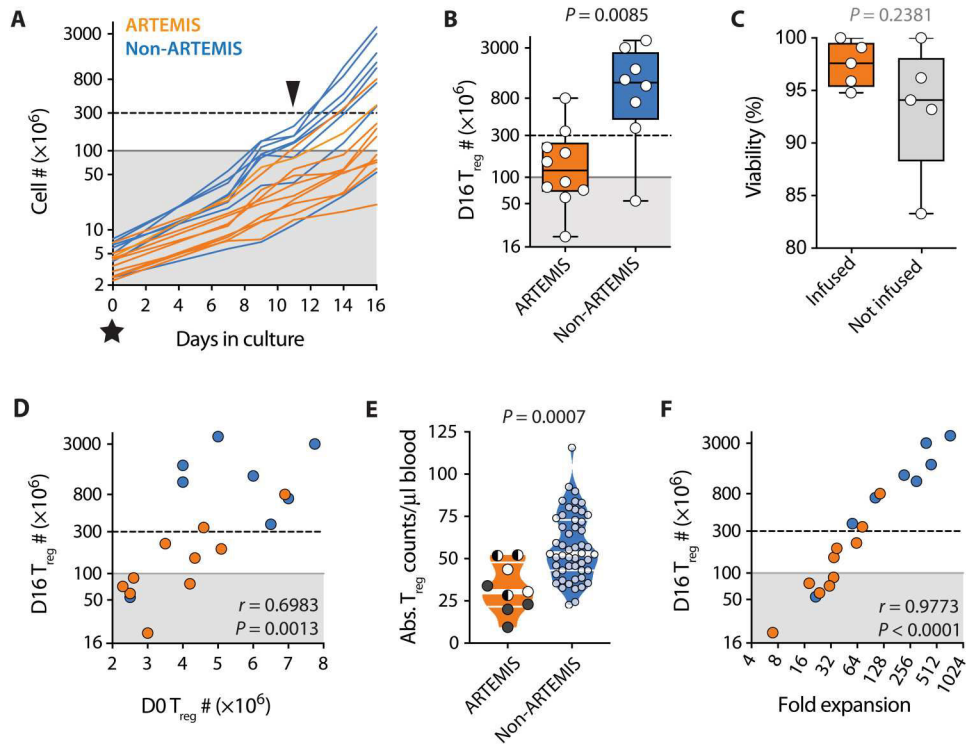 A
ARTEMIS
Non-ARTEMIS
Cell # (×10⁶)
3000
800
300
100
50
10
5
2
0 2 4 6 8 10 12 14 16
Days in culture
B
P = 0.0085
D16 Treg # (×10⁶)
3000
800
300
100
50
16
ARTEMIS
Non-ARTEMIS
C
P = 0.2381
Viability (%)
100
95
90
85
80
Infused
Not infused
D
D16 Treg # (×10⁶)
3000
800
300
100
50
16
r = 0.6983
P = 0.0013
2 3 4 5 6 7 8
D0 Treg # (×10⁶)
E
P = 0.0007
Abs. Treg counts/μl blood
125
100
75
50
25
0
ARTEMIS
Non-ARTEMIS
F
D16 Treg # (×10⁶)
3000
800
300
100
50
16
r = 0.9773
P < 0.0001
4 8 16 32 64 128 256 512 1024
Fold expansion